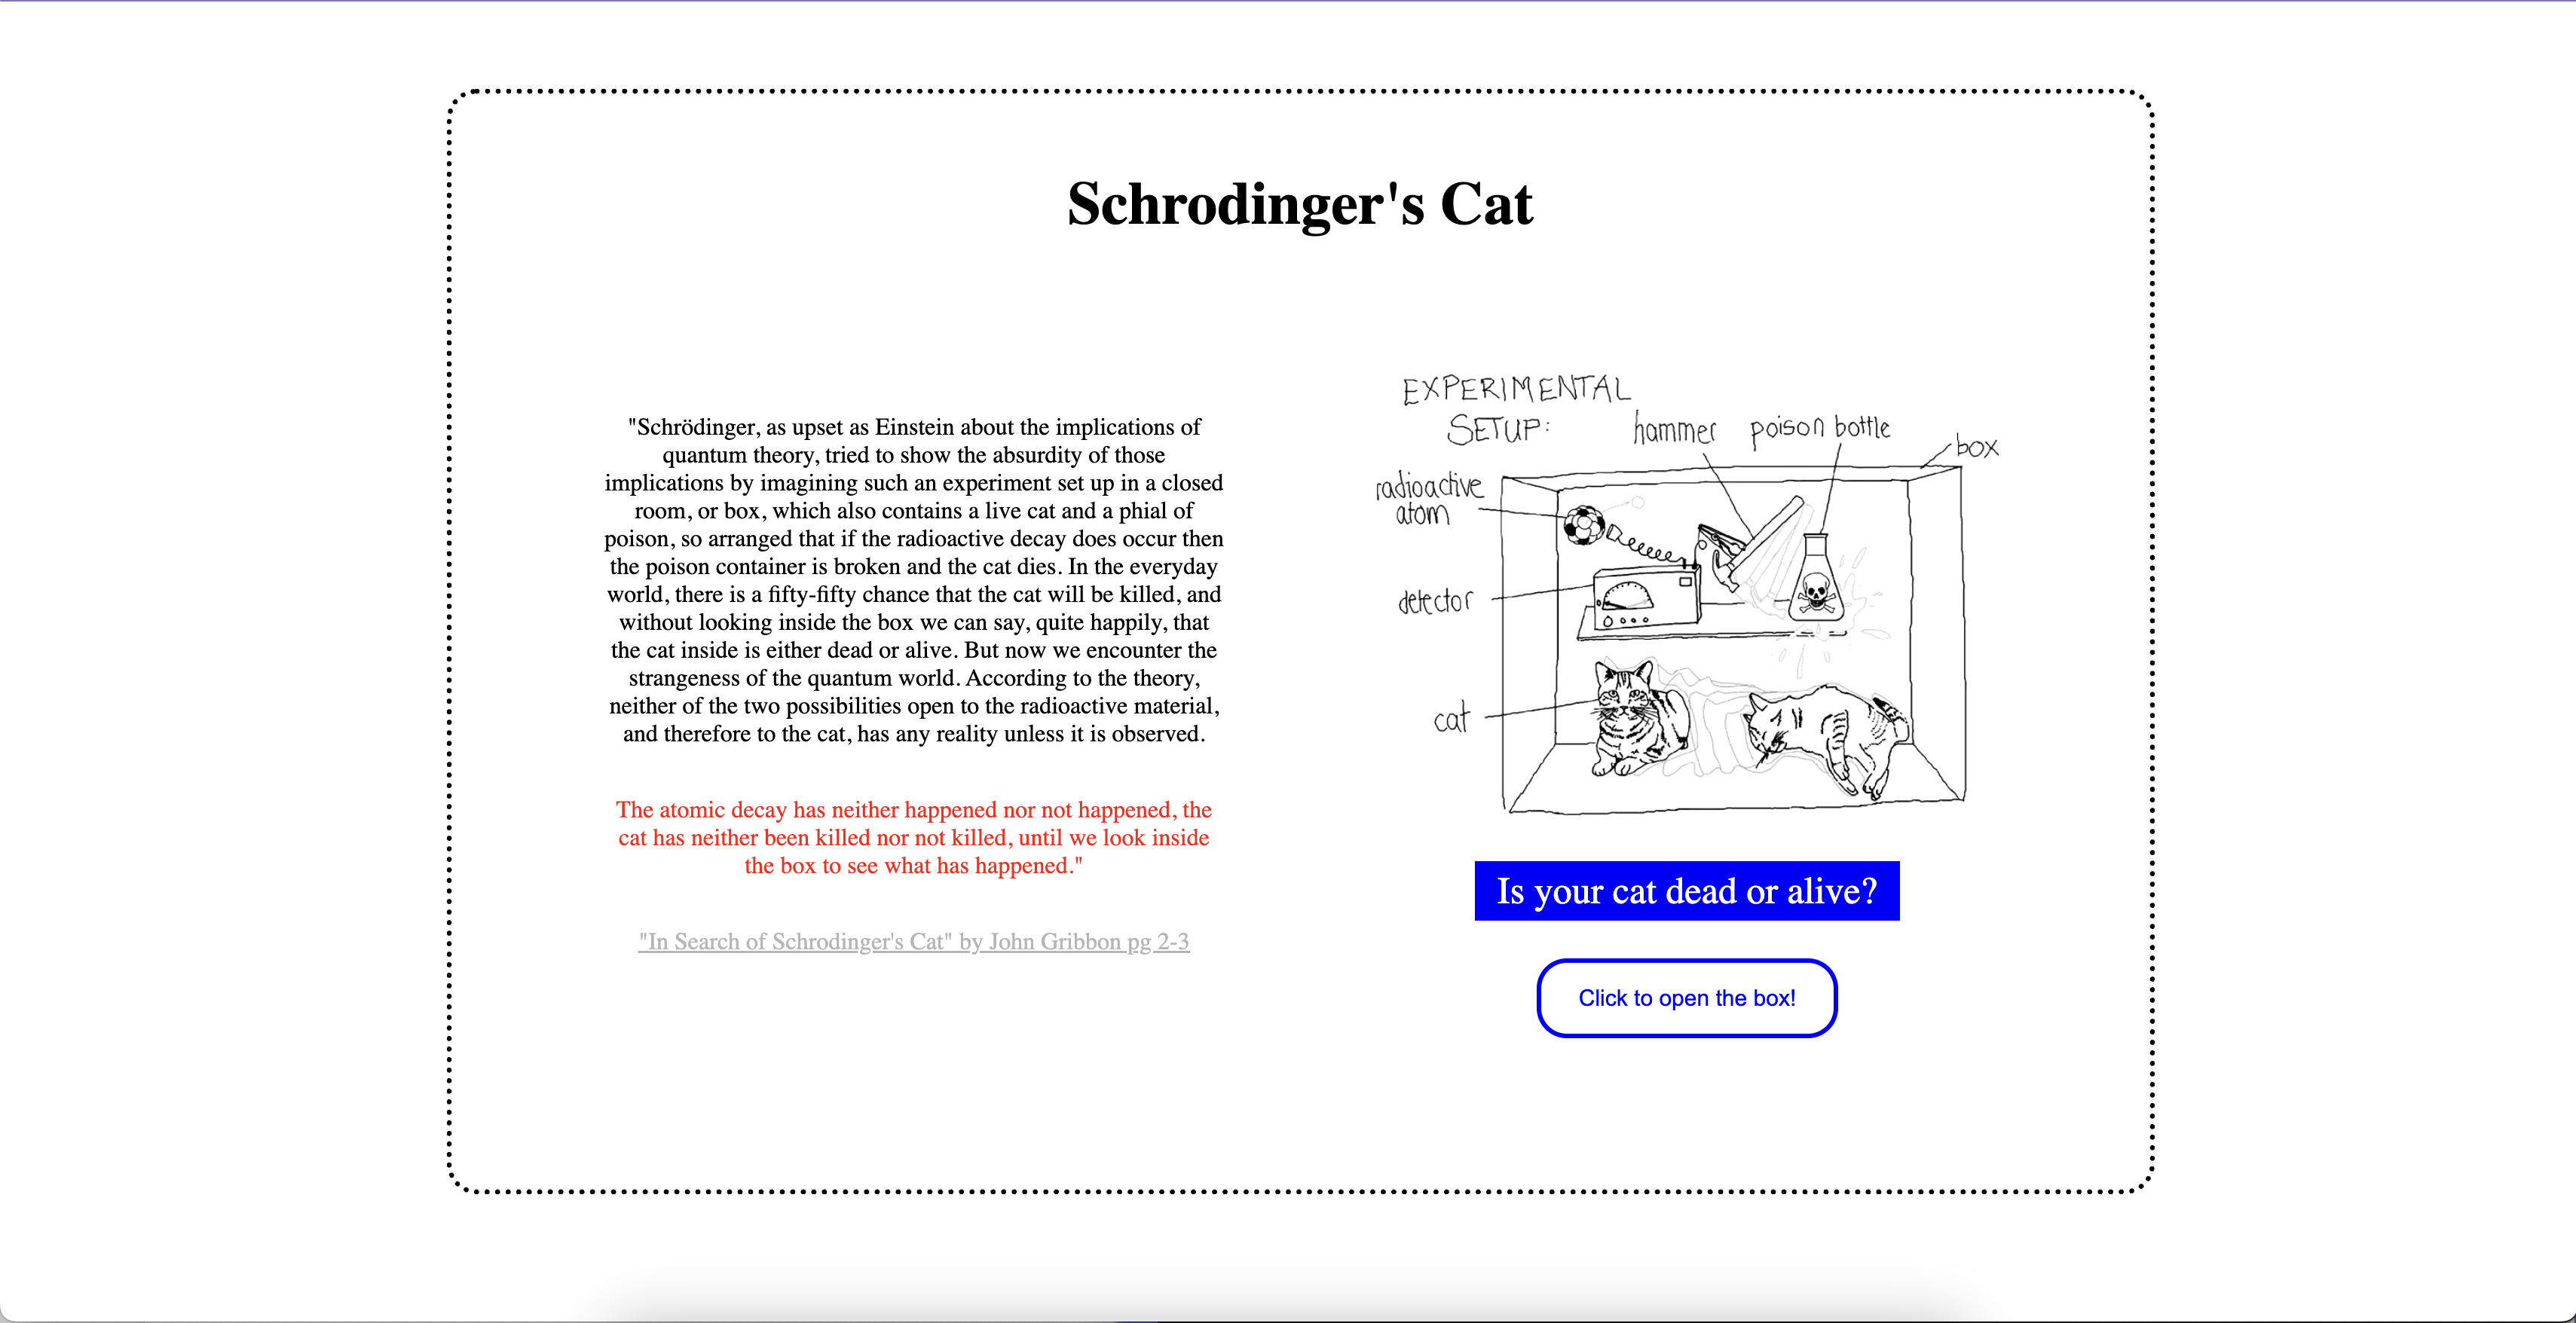 Schrodinger's Cat
"Schrödinger, as upset as Einstein about the implications of
quantum theory, tried to show the absurdity of those
implications by imagining such an experiment set up in a closed
room, or box, which also contains a live cat and a phial of
poison, so arranged that if the radioactive decay does occur then
the poison container is broken and the cat dies. In the everyday
world, there is a fifty-fifty chance that the cat will be killed, and
without looking inside the box we can say, quite happily, that
the cat inside is either dead or alive. But now we encounter the
strangeness of the quantum world. According to the theory,
neither of the two possibilities open to the radioactive material,
and therefore to the cat, has any reality unless it is observed.
The atomic decay has neither happened nor not happened, the
cat has neither been killed nor not killed, until we look inside
the box to see what has happened."
"In Search of Schrodinger's Cat" by John Gribbon pg 2-3
EXPERIMENTAL
SETUP:
hammer
poison bottle
box
radioactive
atom
detector
cat
Is your cat dead or alive?
Click to open the box!